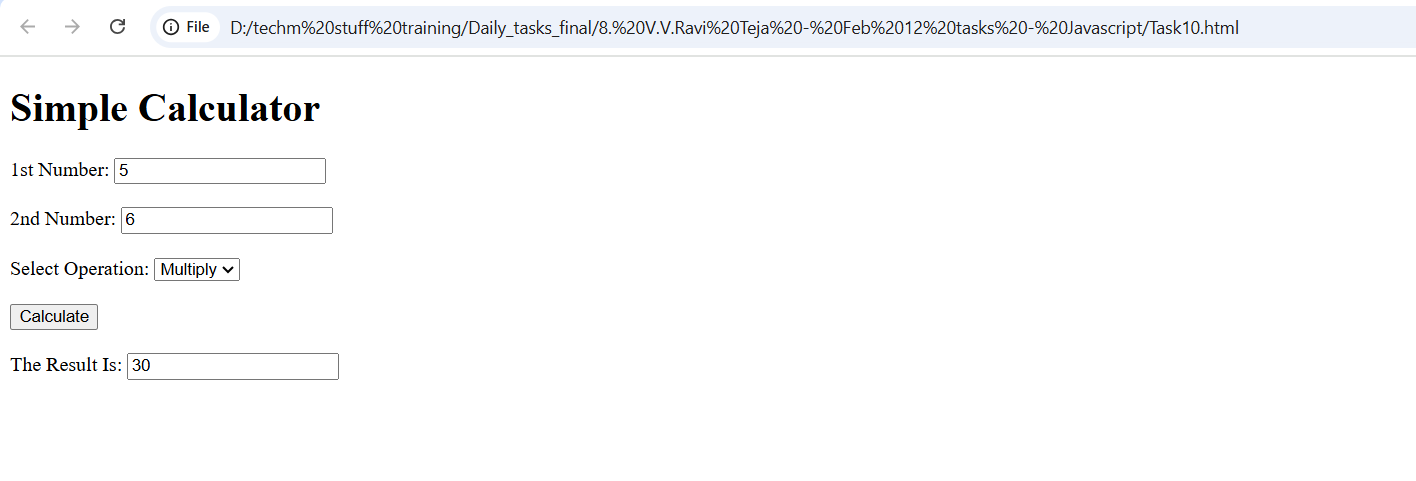 File D:/techm%20stuff%20training/Daily_tasks_final/8.%20V.V.Ravi%20Teja%20-%20Feb%2012%20tasks%20-%20Javascript/Task10.html
Simple Calculator
1st Number: 5
2nd Number: 6
Select Operation: Multiply
Calculate
The Result Is: 30